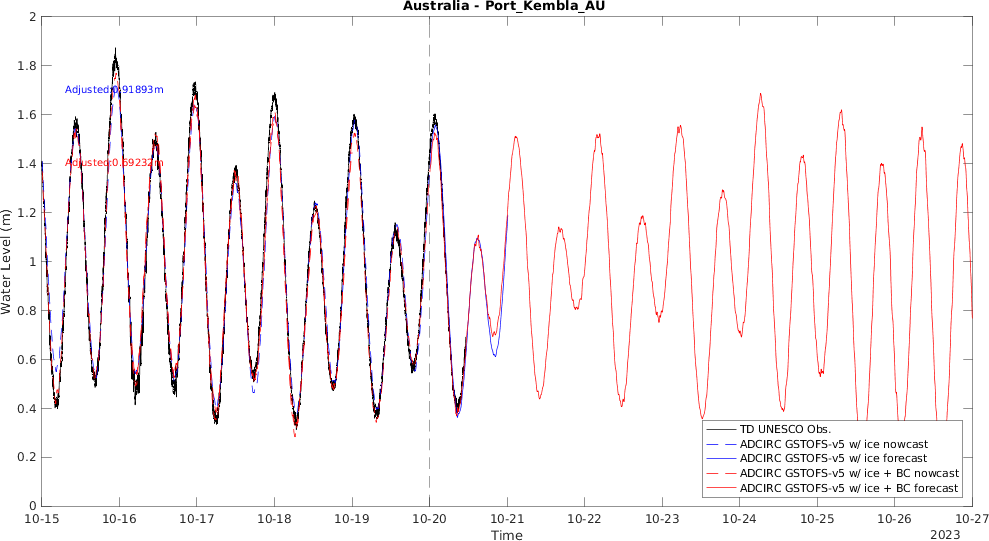 Australia - Port_Kembla_AU
Water Level (m)
2
1.8
1.6
1.4
1.2
1
0.8
0.6
0.4
0.2
0
Adjusted:0.91893m
Adjusted:0.69232m
TD UNESCO Obs.
ADCIRC GSTOFS-v5 w/ ice nowcast
ADCIRC GSTOFS-v5 w/ ice forecast
ADCIRC GSTOFS-v5 w/ ice + BC nowcast
ADCIRC GSTOFS-v5 w/ ice + BC forecast
10-15 10-16 10-17 10-18 10-19 10-20 10-21 10-22 10-23 10-24 10-25 10-26 10-27
Time
2023